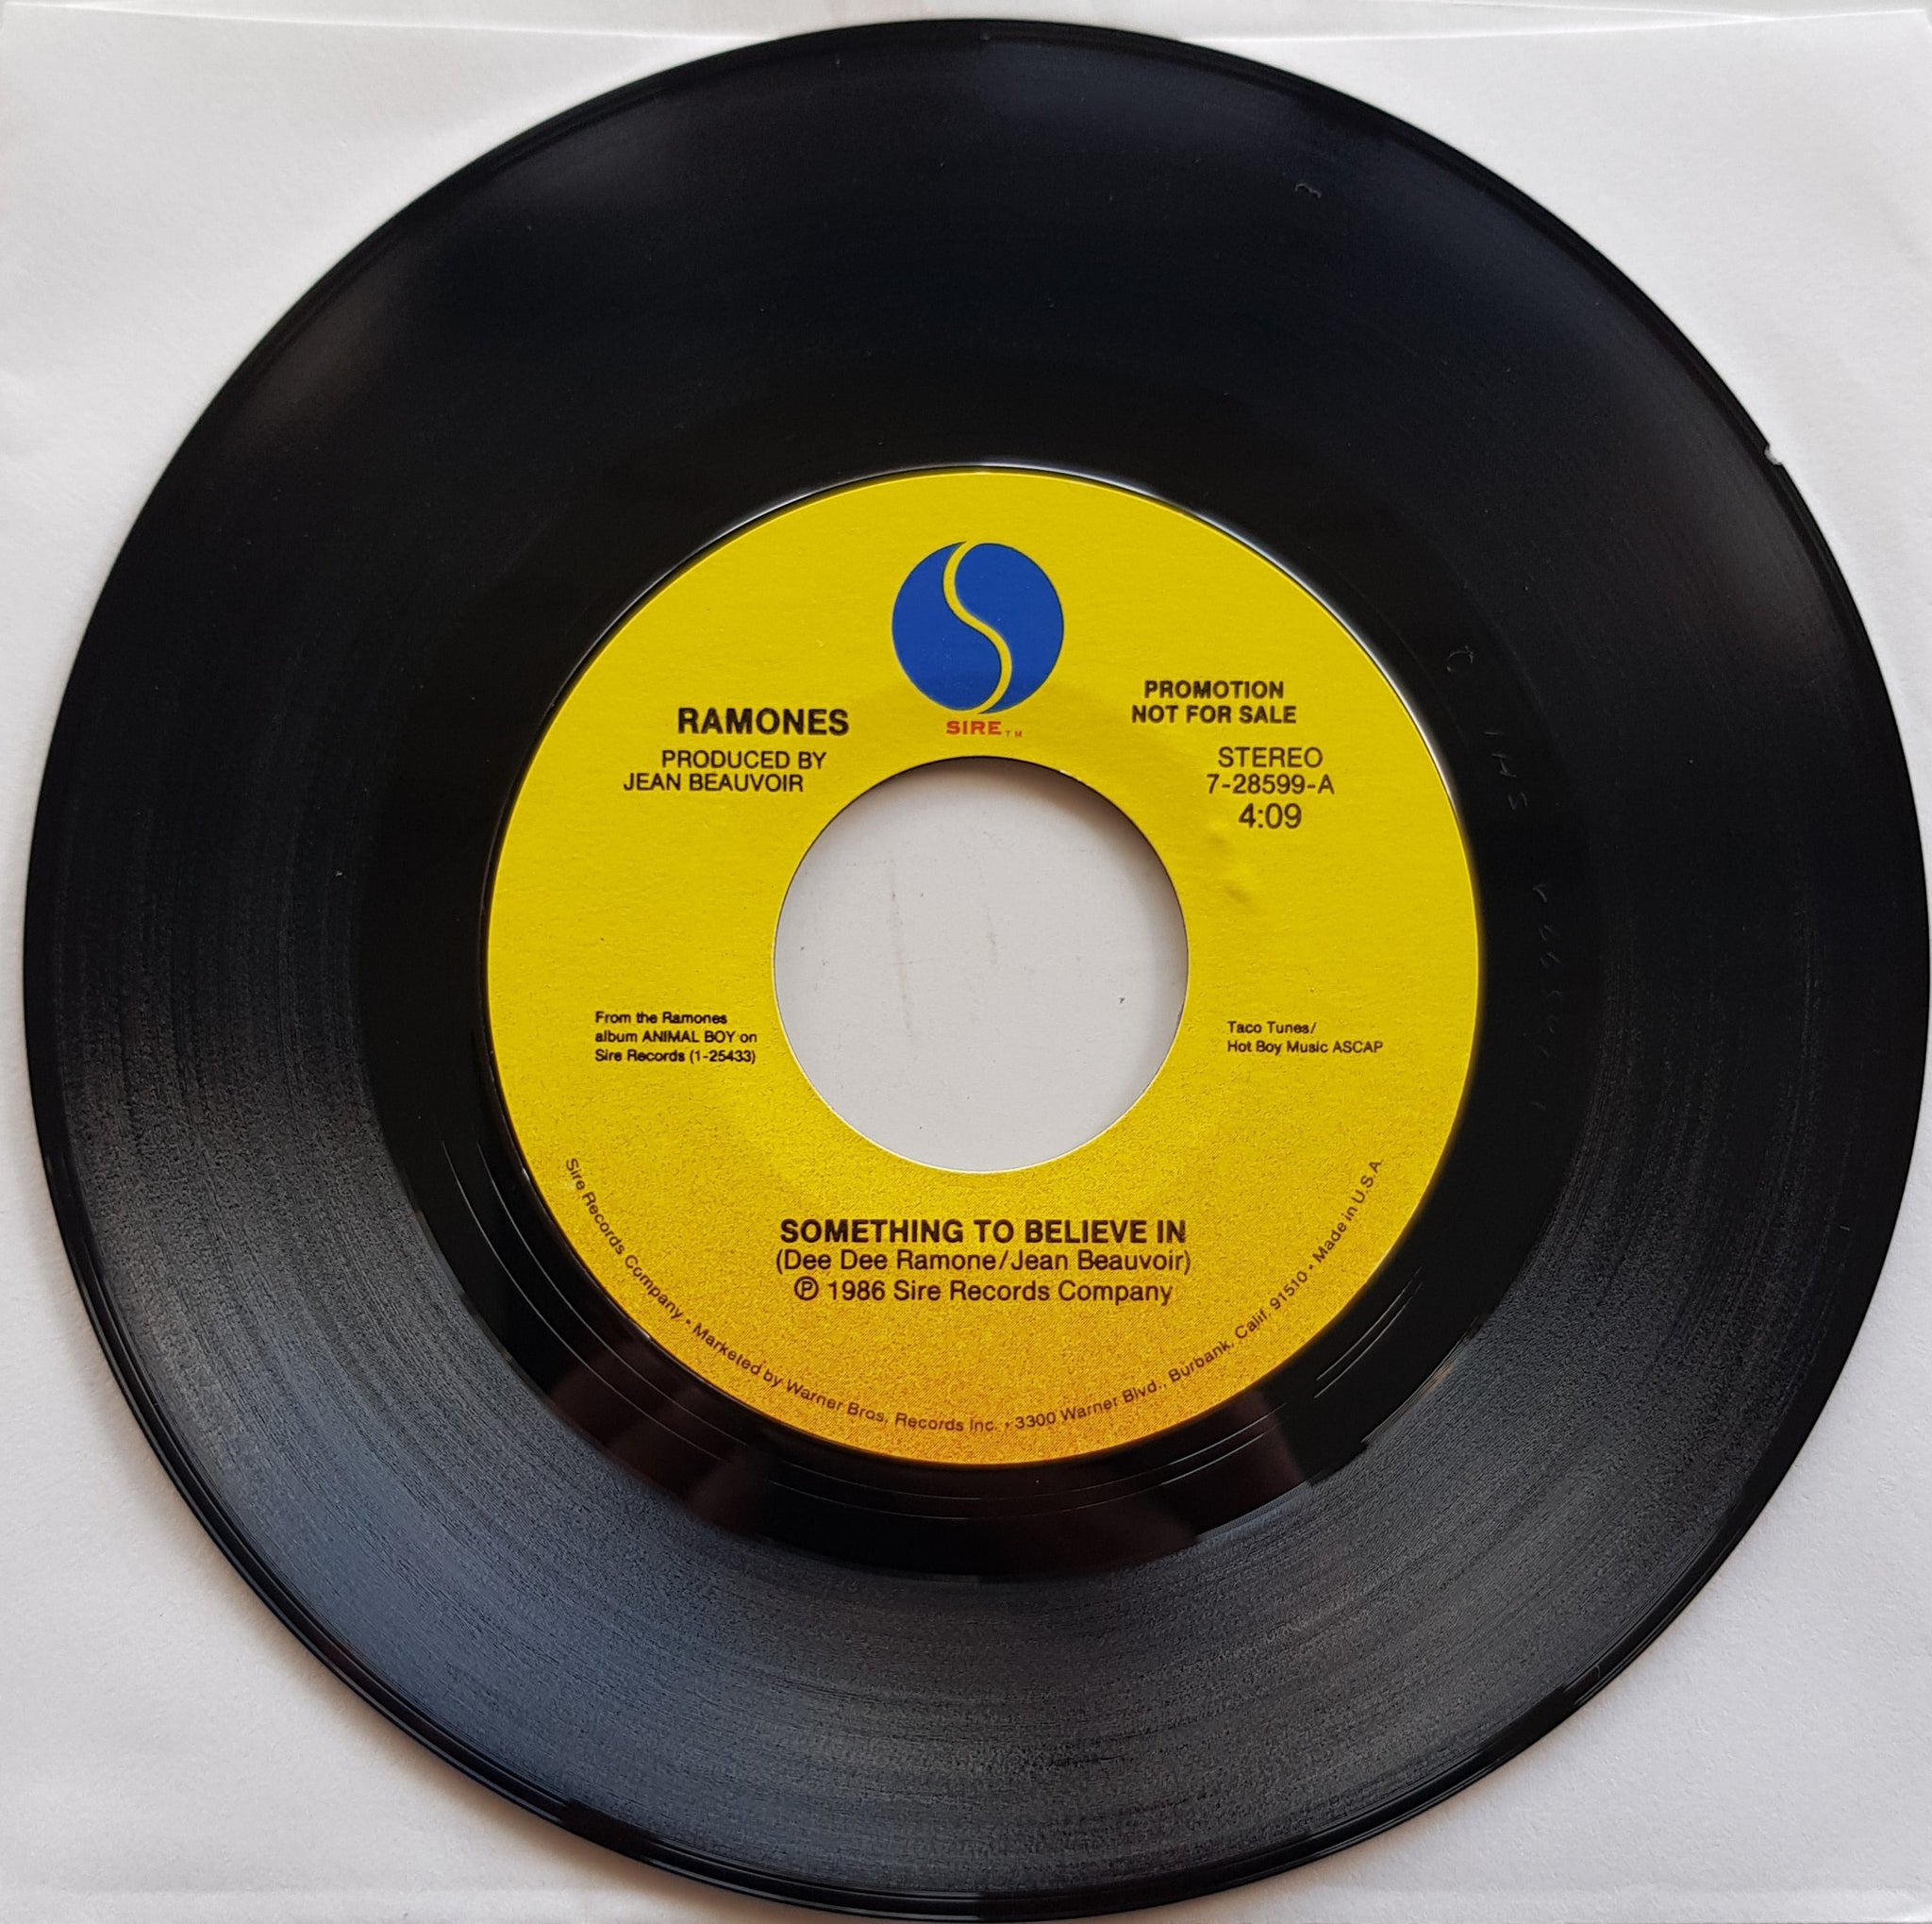 SIRE TM
RAMONES
PRODUCED BY
JEAN BEAUVOIR
PROMOTION
NOT FOR SALE
STEREO
7-28599-A
4:09
From the Ramones
album ANIMAL BOY on
Sire Records (1-25433)
Taco Tunes/
Hot Boy Music ASCAP
SOMETHING TO BELIEVE IN
(Dee Dee Ramone/Jean Beauvoir)
℗ 1986 Sire Records Company
Sire Records Company • Marketed by Warner Bros. Records Inc. • 3300 Warner Blvd., Burbank, Calif. 91510 • Made in U.S.A.